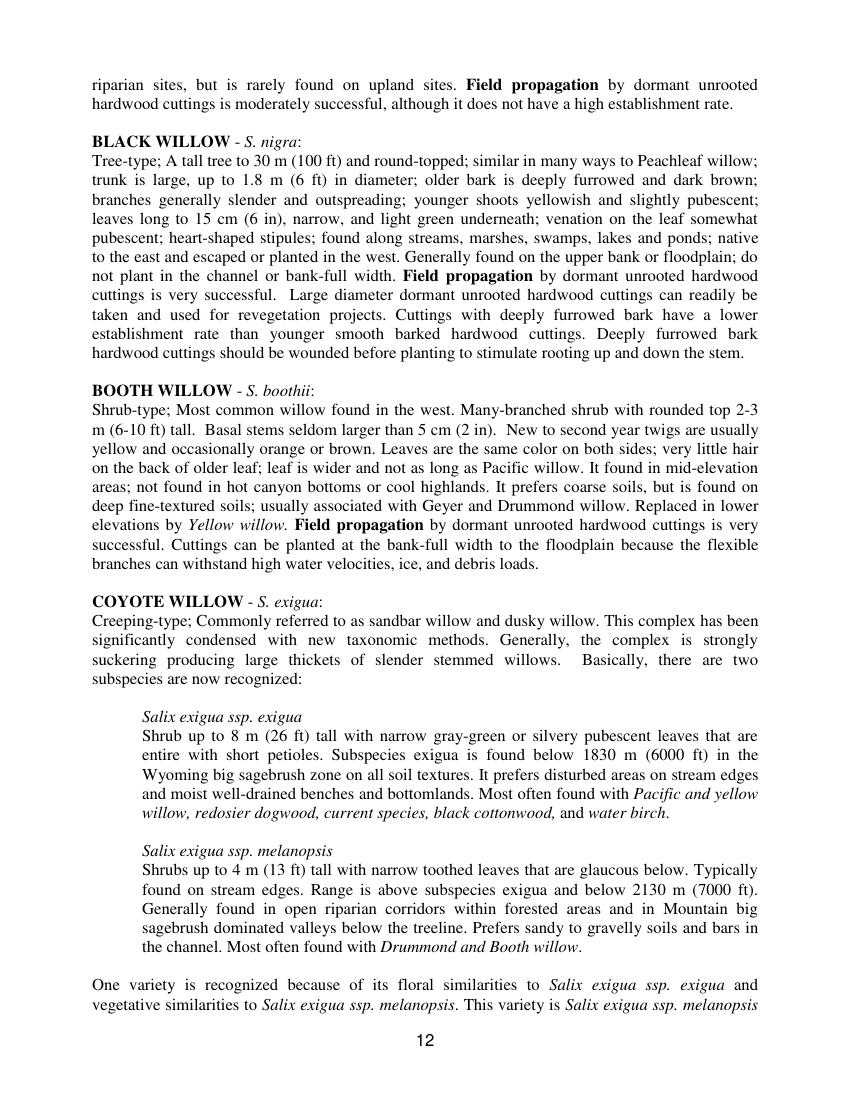 riparian sites, but is rarely found on upland sites. Field propagation by dormant unrooted
hardwood cuttings is moderately successful, although it does not have a high establishment rate.
BLACK WILLOW - S. nigra:
Tree-type; A tall tree to 30 m (100 ft) and round-topped; similar in many ways to Peachleaf willow;
trunk is large, up to 1.8 m (6 ft) in diameter; older bark is deeply furrowed and dark brown;
branches generally slender and outspreading; younger shoots yellowish and slightly pubescent;
leaves long to 15 cm (6 in), narrow, and light green underneath; venation on the leaf somewhat
pubescent; heart-shaped stipules; found along streams, marshes, swamps, lakes and ponds; native
to the east and escaped or planted in the west. Generally found on the upper bank or floodplain; do
not plant in the channel or bank-full width. Field propagation by dormant unrooted hardwood
cuttings is very successful. Large diameter dormant unrooted hardwood cuttings can readily be
taken and used for revegetation projects. Cuttings with deeply furrowed bark have a lower
establishment rate than younger smooth barked hardwood cuttings. Deeply furrowed bark
hardwood cuttings should be wounded before planting to stimulate rooting up and down the stem.
BOOTH WILLOW - S. boothii:
Shrub-type; Most common willow found in the west. Many-branched shrub with rounded top 2-3
m (6-10 ft) tall. Basal stems seldom larger than 5 cm (2 in). New to second year twigs are usually
yellow and occasionally orange or brown. Leaves are the same color on both sides; very little hair
on the back of older leaf; leaf is wider and not as long as Pacific willow. It found in mid-elevation
areas; not found in hot canyon bottoms or cool highlands. It prefers coarse soils, but is found on
deep fine-textured soils; usually associated with Geyer and Drummond willow. Replaced in lower
elevations by Yellow willow. Field propagation by dormant unrooted hardwood cuttings is very
successful. Cuttings can be planted at the bank-full width to the floodplain because the flexible
branches can withstand high water velocities, ice, and debris loads.
COYOTE WILLOW - S. exigua:
Creeping-type; Commonly referred to as sandbar willow and dusky willow. This complex has been
significantly condensed with new taxonomic methods. Generally, the complex is strongly
suckering producing large thickets of slender stemmed willows. Basically, there are two
subspecies are now recognized:
Salix exigua ssp. exigua
Shrub up to 8 m (26 ft) tall with narrow gray-green or silvery pubescent leaves that are
entire with short petioles. Subspecies exigua is found below 1830 m (6000 ft) in the
Wyoming big sagebrush zone on all soil textures. It prefers disturbed areas on stream edges
and moist well-drained benches and bottomlands. Most often found with Pacific and yellow
willow, redosier dogwood, current species, black cottonwood, and water birch.
Salix exigua ssp. melanopsis
Shrubs up to 4 m (13 ft) tall with narrow toothed leaves that are glaucous below. Typically
found on stream edges. Range is above subspecies exigua and below 2130 m (7000 ft).
Generally found in open riparian corridors within forested areas and in Mountain big
sagebrush dominated valleys below the treeline. Prefers sandy to gravelly soils and bars in
the channel. Most often found with Drummond and Booth willow.
One variety is recognized because of its floral similarities to Salix exigua ssp. exigua and
vegetative similarities to Salix exigua ssp. melanopsis. This variety is Salix exigua ssp. melanopsis
12